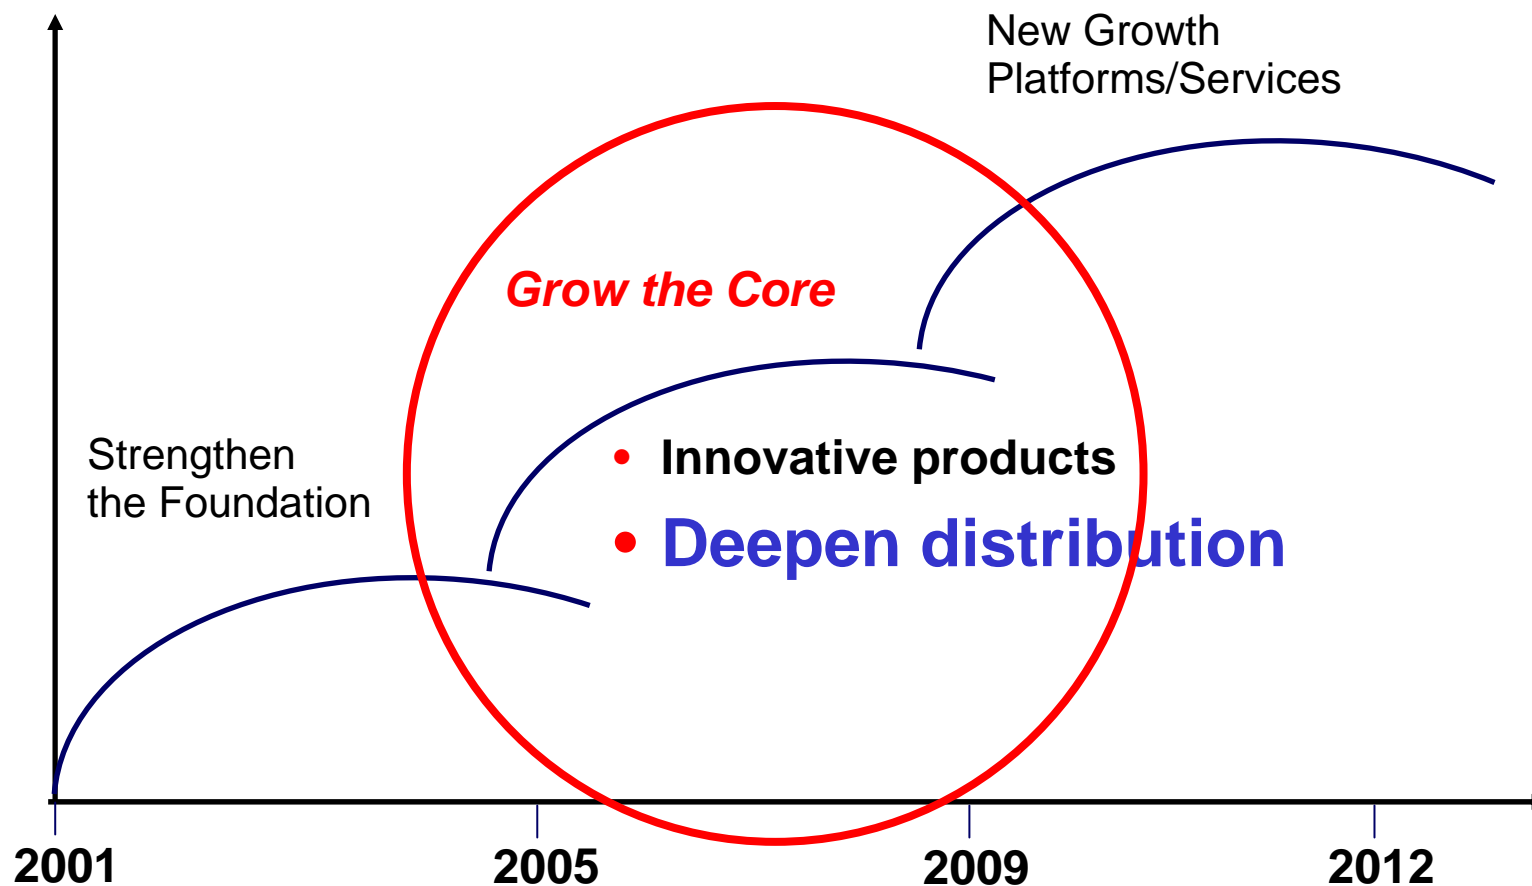 New Growth
Platforms/Services
Grow the Core
Strengthen
the Foundation
• Innovative products
• Deepen distribution
2001 2005 2009 2012